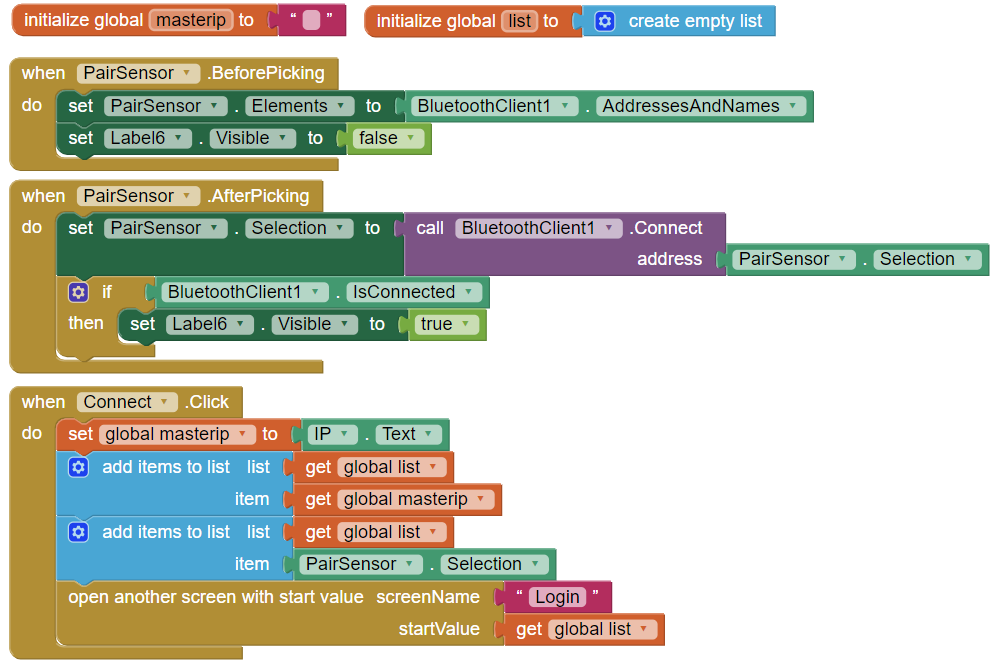 initialize global masterip to “ ”
initialize global list to create empty list
when PairSensor .BeforePicking
do set PairSensor . Elements to BluetoothClient1 . AddressesAndNames
set Label6 . Visible to false
when PairSensor .AfterPicking
do set PairSensor . Selection to call BluetoothClient1 .Connect
address PairSensor . Selection
if BluetoothClient1 . IsConnected
then set Label6 . Visible to true
when Connect .Click
do set global masterip to IP . Text
add items to list list get global list
item get global masterip
add items to list list get global list
item PairSensor . Selection
open another screen with start value screenName “ Login ”
startValue get global list